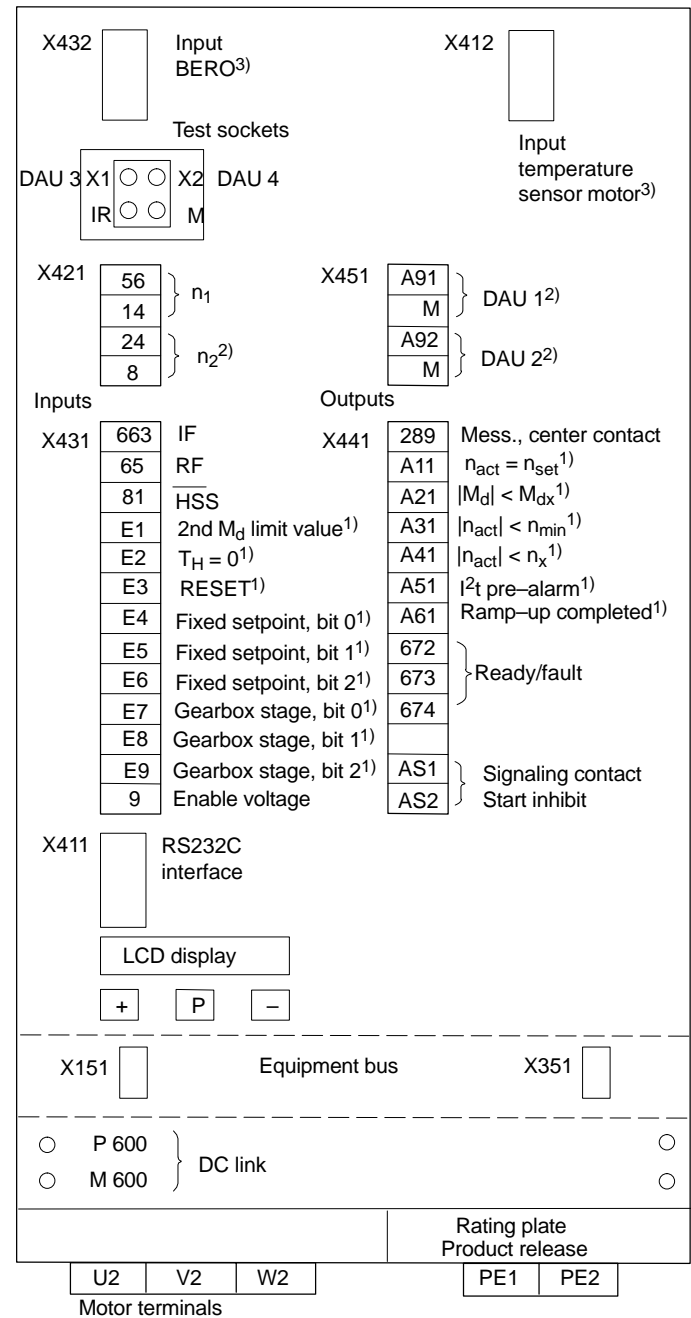 X432 Input BERO3)
X412
Input
temperature
sensor motor3)
Test sockets
DAU 3 X1 X2 DAU 4
IR M
X421
56
14
n1
24
8
n22)
X451
A91
M
DAU 12)
A92
M
DAU 22)
Inputs
X431
663 IF
65 RF
81 H̅S̅S̅
E1 2nd Md limit value1)
E2 TH = 01)
E3 RESET1)
E4 Fixed setpoint, bit 01)
E5 Fixed setpoint, bit 11)
E6 Fixed setpoint, bit 21)
E7 Gearbox stage, bit 01)
E8 Gearbox stage, bit 11)
E9 Gearbox stage, bit 21)
9 Enable voltage
Outputs
X441
289 Mess., center contact
A11 nact = nset1)
A21 |Md| < Mdx1)
A31 |nact| < nmin1)
A41 |nact| < nx1)
A51 I2t pre–alarm1)
A61 Ramp–up completed1)
672
673 Ready/fault
674
AS1 Signaling contact
AS2 Start inhibit
X411 RS232C
interface
LCD display
+ P –
X151 Equipment bus X351
P 600
M 600
DC link
Rating plate
Product release
U2 V2 W2 PE1 PE2
Motor terminals